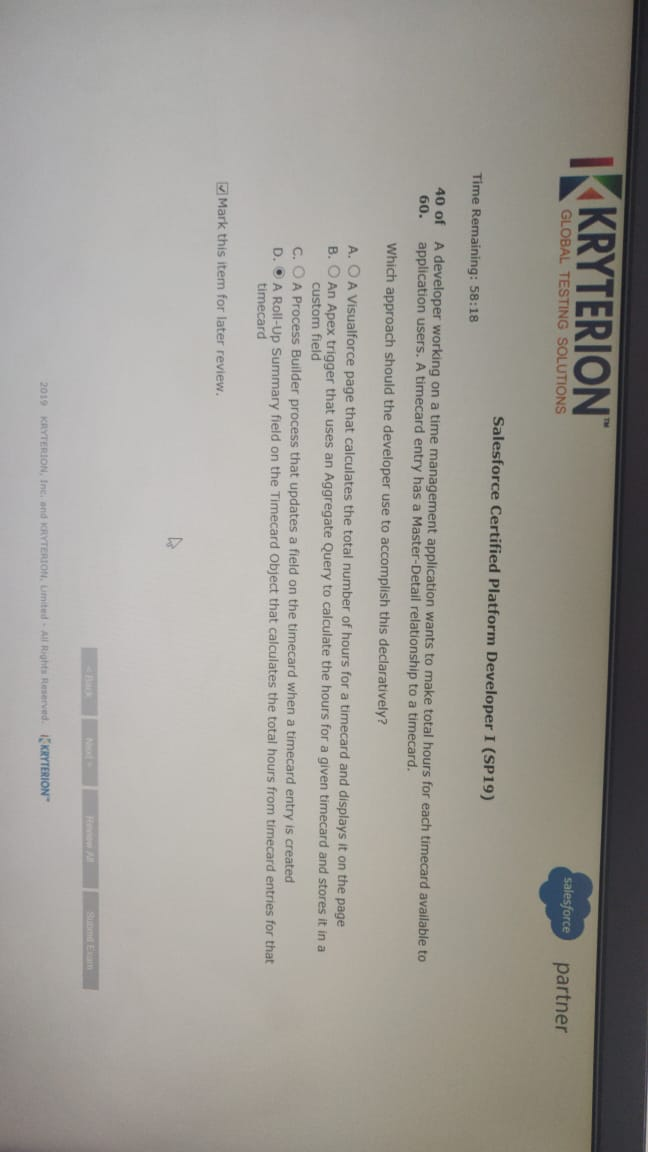 KRYTERION™
GLOBAL TESTING SOLUTIONS
salesforce
partner
Salesforce Certified Platform Developer I (SP19)
Time Remaining: 58:18
40 of A developer working on a time management application wants to make total hours for each timecard available to
60. application users. A timecard entry has a Master-Detail relationship to a timecard.
Which approach should the developer use to accomplish this declaratively?
A. A Visualforce page that calculates the total number of hours for a timecard and displays it on the page
B. An Apex trigger that uses an Aggregate Query to calculate the hours for a given timecard and stores it in a
custom field
C. A Process Builder process that updates a field on the timecard when a timecard entry is created
D. A Roll-Up Summary field on the Timecard Object that calculates the total hours from timecard entries for that
timecard
Mark this item for later review.
< Back
Next >
Review All
Submit Exam
2019 KRYTERION, Inc. and KRYTERION, Limited - All Rights Reserved. KRYTERION™